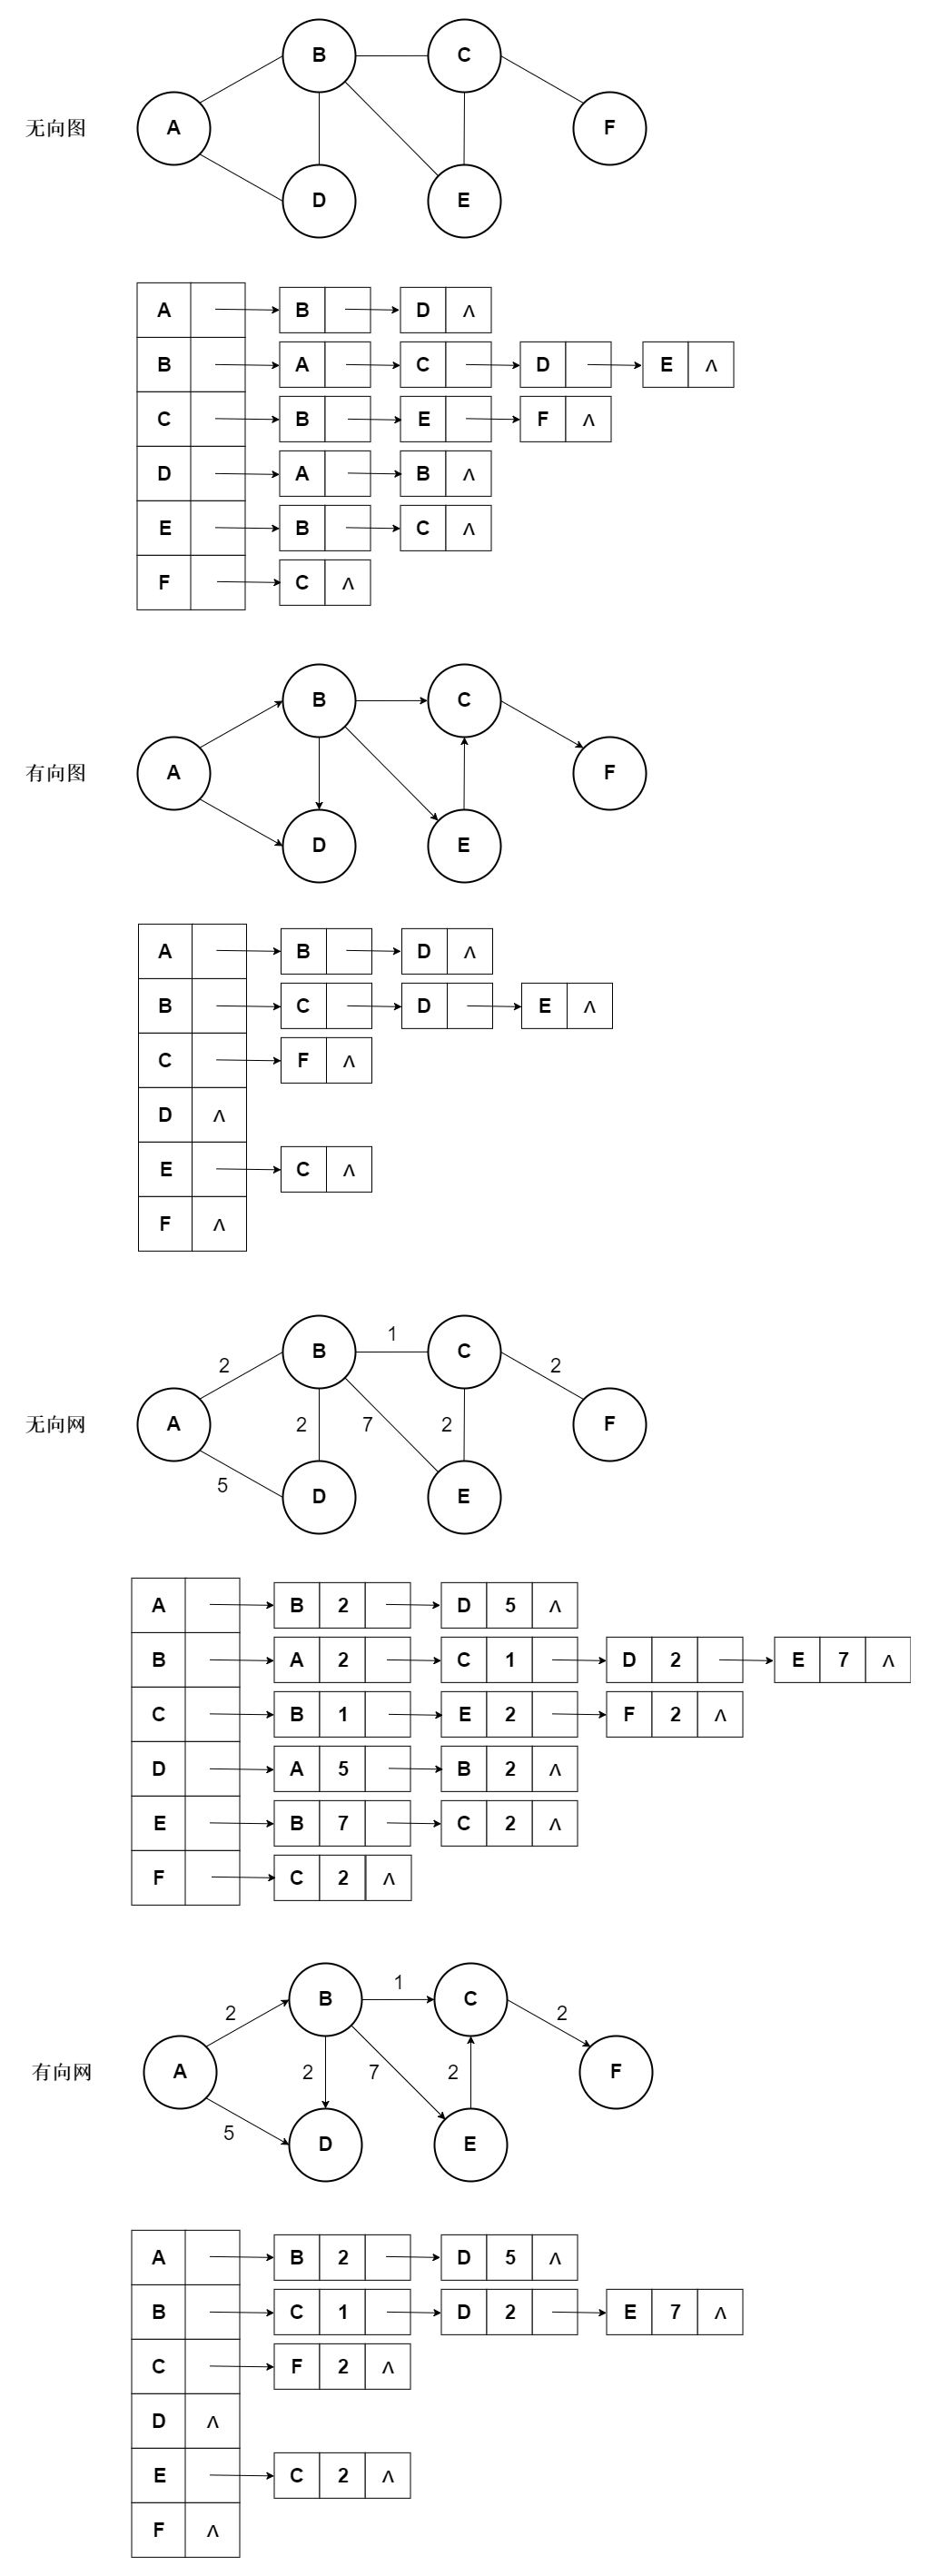 B C
无向图 A F
D E
A B D ∧
B A C D E ∧
C B E F ∧
D A B ∧
E B C ∧
F C ∧
B C
有向图 A F
D E
A B D ∧
B C D E ∧
C F ∧
D ∧
E C ∧
F ∧
1
B C
2 2
无向网 A 2 7 2 F
5
D E
A B 2 D 5 ∧
B A 2 C 1 D 2 E 7 ∧
C B 1 E 2 F 2 ∧
D A 5 B 2 ∧
E B 7 C 2 ∧
F C 2 ∧
1
B C
2 2
有向网 A 2 7 2 F
5
D E
A B 2 D 5 ∧
B C 1 D 2 E 7 ∧
C F 2 ∧
D ∧
E C 2 ∧
F ∧